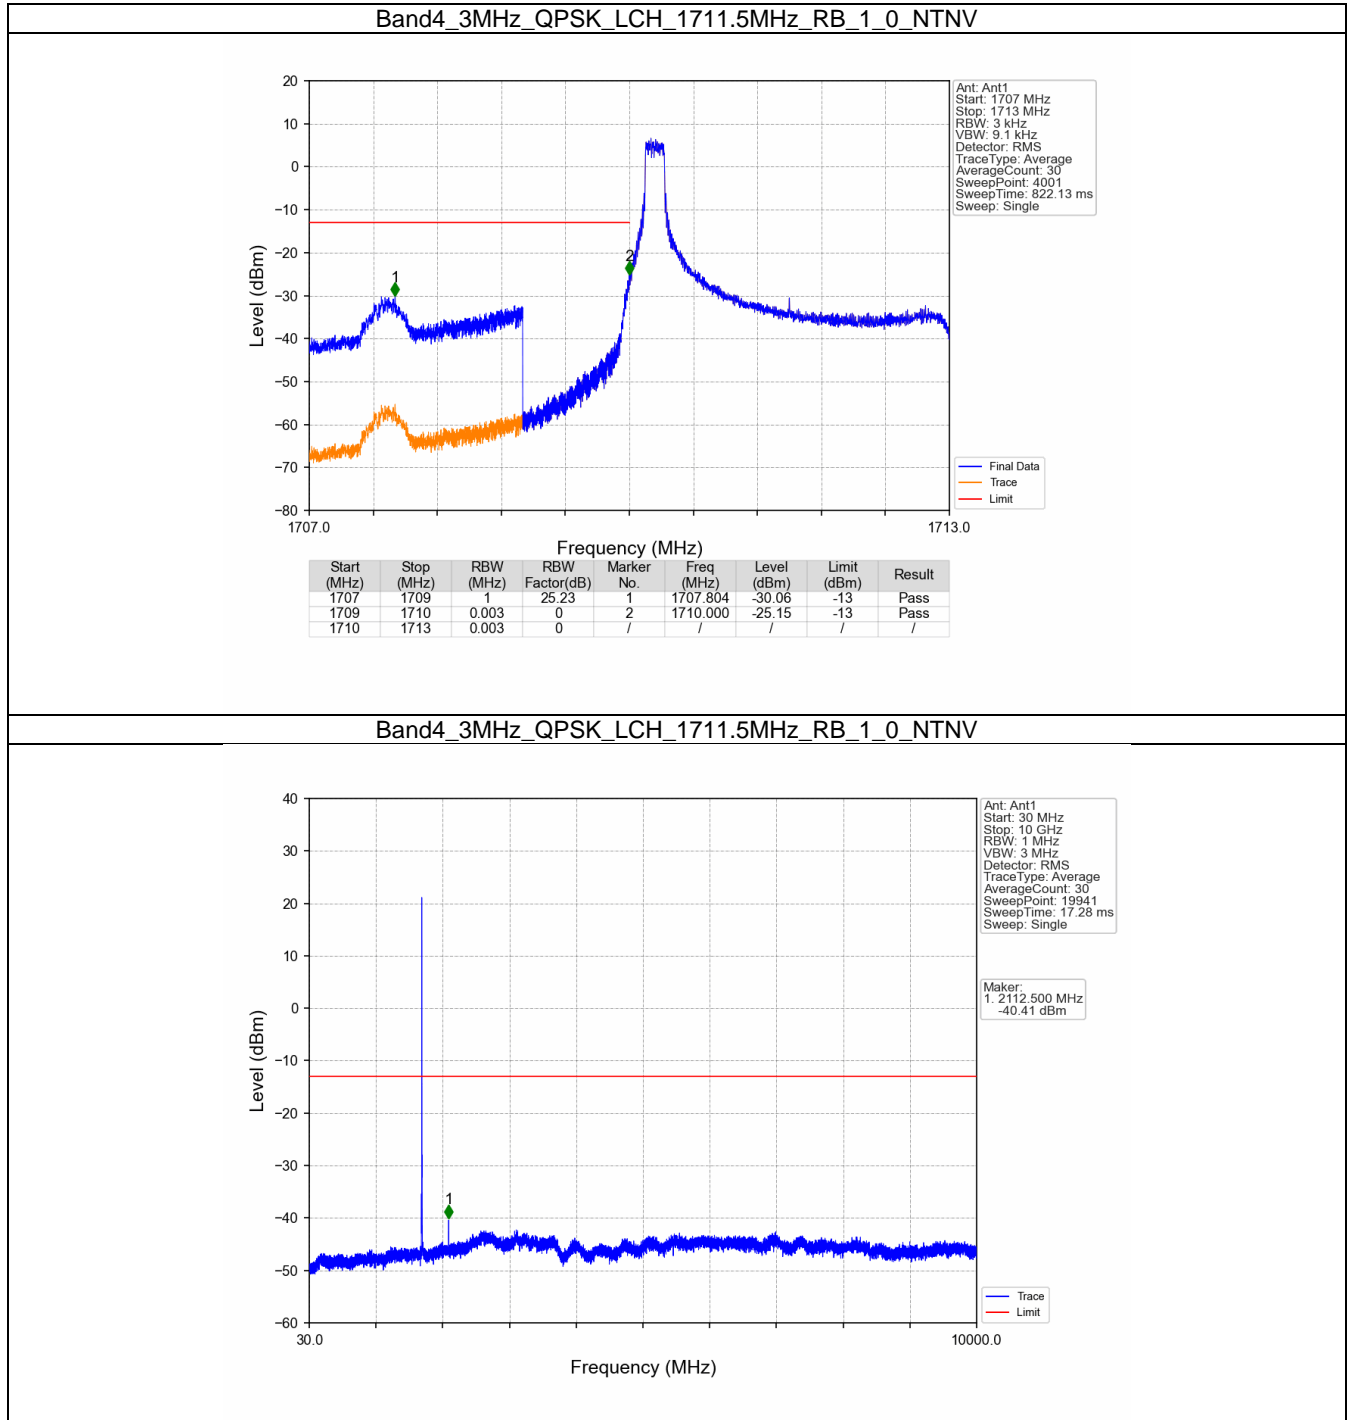 Band4_3MHz_QPSK_LCH_1711.5MHz_RB_1_0_NTNV
20
10
0
−10
−20
−30
−40
−50
−60
−70
−80
Level (dBm)
1
2
1707.0
1713.0
Frequency (MHz)
Ant: Ant1
Start: 1707 MHz
Stop: 1713 MHz
RBW: 3 kHz
VBW: 9.1 kHz
Detector: RMS
TraceType: Average
AverageCount: 30
SweepPoint: 4001
SweepTime: 822.13 ms
Sweep: Single
Final Data
Trace
Limit
Start (MHz) Stop (MHz) RBW (MHz) RBW Factor(dB) Marker No. Freq (MHz) Level (dBm) Limit (dBm) Result
1707 1709 1 25.23 1 1707.804 -30.06 -13 Pass
1709 1710 0.003 0 2 1710.000 -25.15 -13 Pass
1710 1713 0.003 0 / / / / /
Band4_3MHz_QPSK_LCH_1711.5MHz_RB_1_0_NTNV
40
30
20
10
0
−10
−20
−30
−40
−50
−60
Level (dBm)
1
30.0
10000.0
Frequency (MHz)
Ant: Ant1
Start: 30 MHz
Stop: 10 GHz
RBW: 1 MHz
VBW: 3 MHz
Detector: RMS
TraceType: Average
AverageCount: 30
SweepPoint: 19941
SweepTime: 17.28 ms
Sweep: Single
Maker:
1. 2112.500 MHz
-40.41 dBm
Trace
Limit